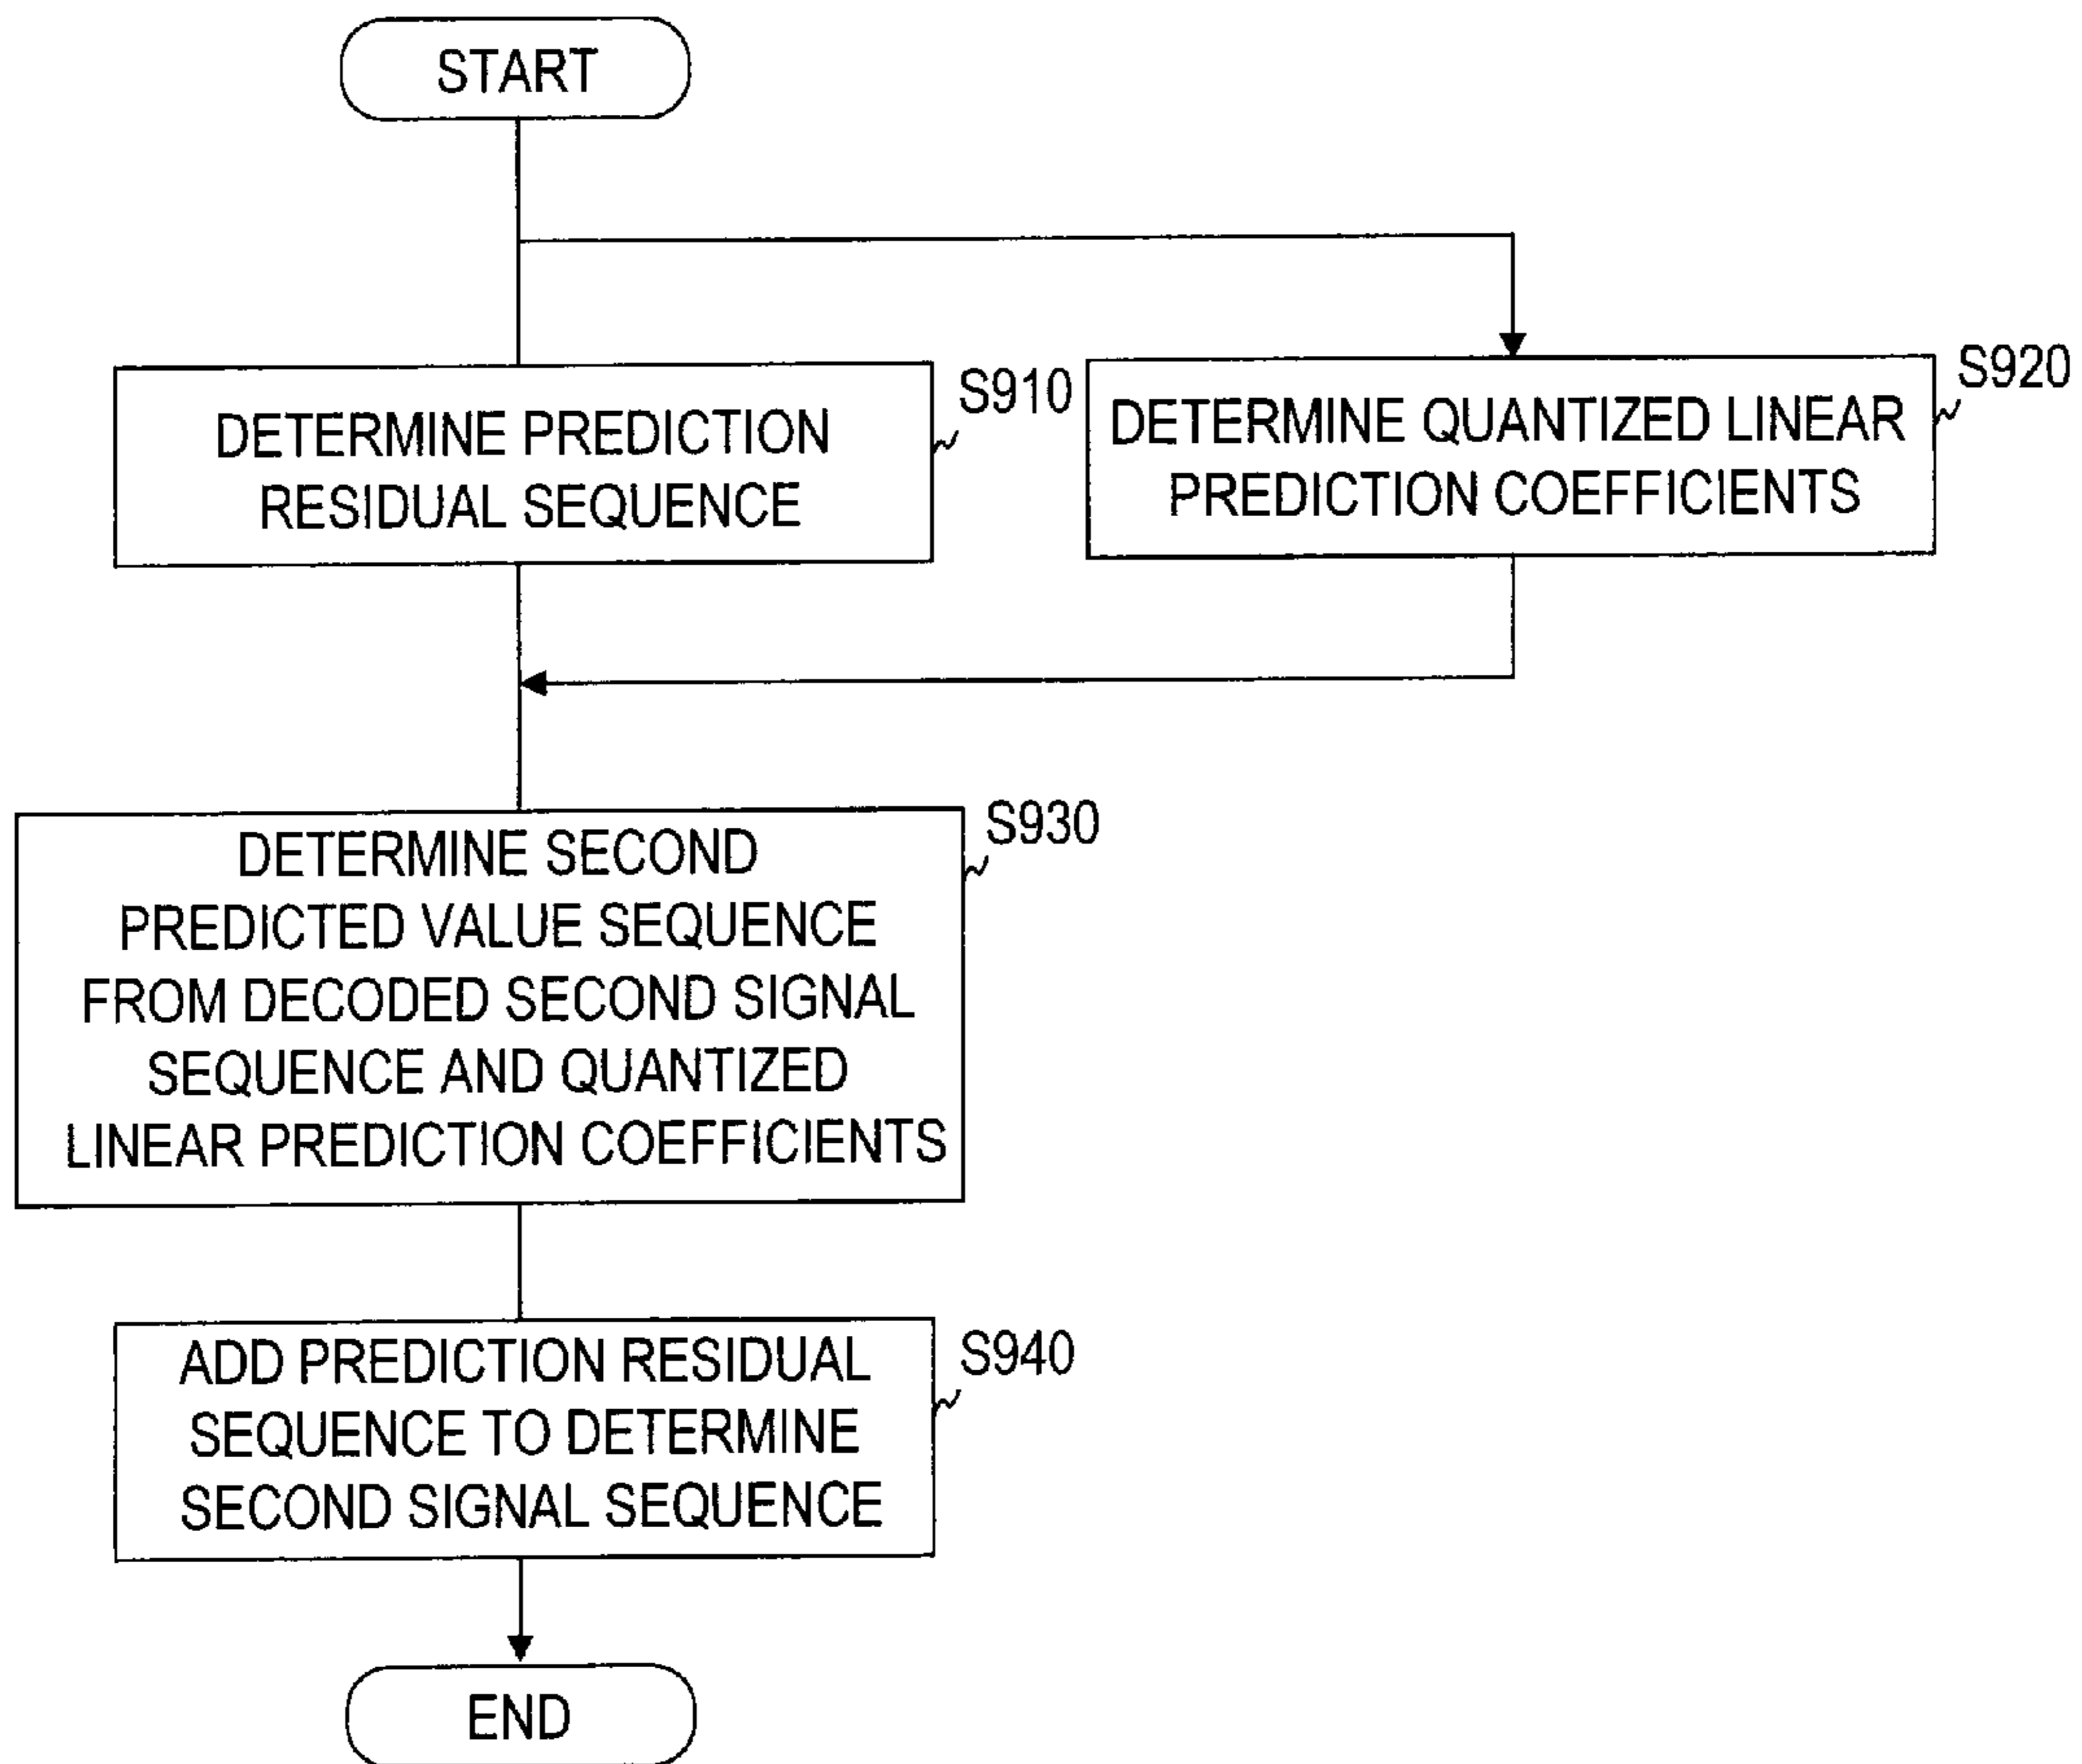 START
S910
DETERMINE PREDICTION
RESIDUAL SEQUENCE
S920
DETERMINE QUANTIZED LINEAR
PREDICTION COEFFICIENTS
S930
DETERMINE SECOND
PREDICTED VALUE SEQUENCE
FROM DECODED SECOND SIGNAL
SEQUENCE AND QUANTIZED
LINEAR PREDICTION COEFFICIENTS
S940
ADD PREDICTION RESIDUAL
SEQUENCE TO DETERMINE
SECOND SIGNAL SEQUENCE
END